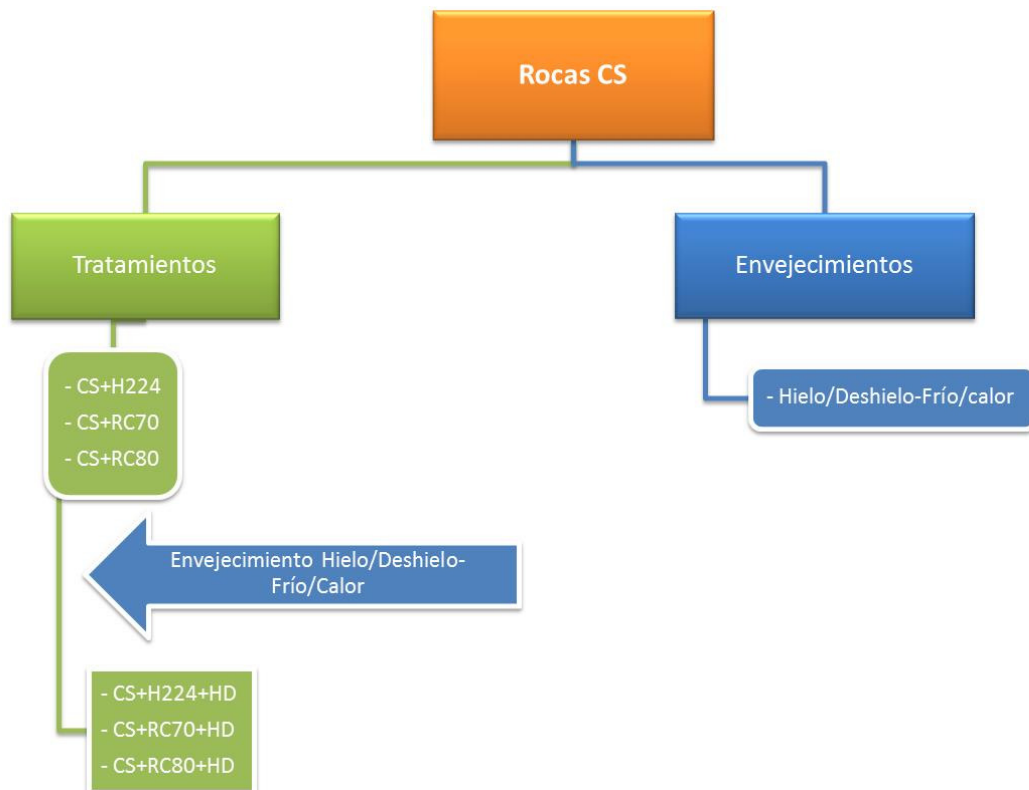 Rocas CS
Tratamientos
Envejecimientos
- CS+H224
- CS+RC70
- CS+RC80
- Hielo/Deshielo-Frío/calor
Envejecimiento Hielo/Deshielo-
Frío/Calor
- CS+H224+HD
- CS+RC70+HD
- CS+RC80+HD